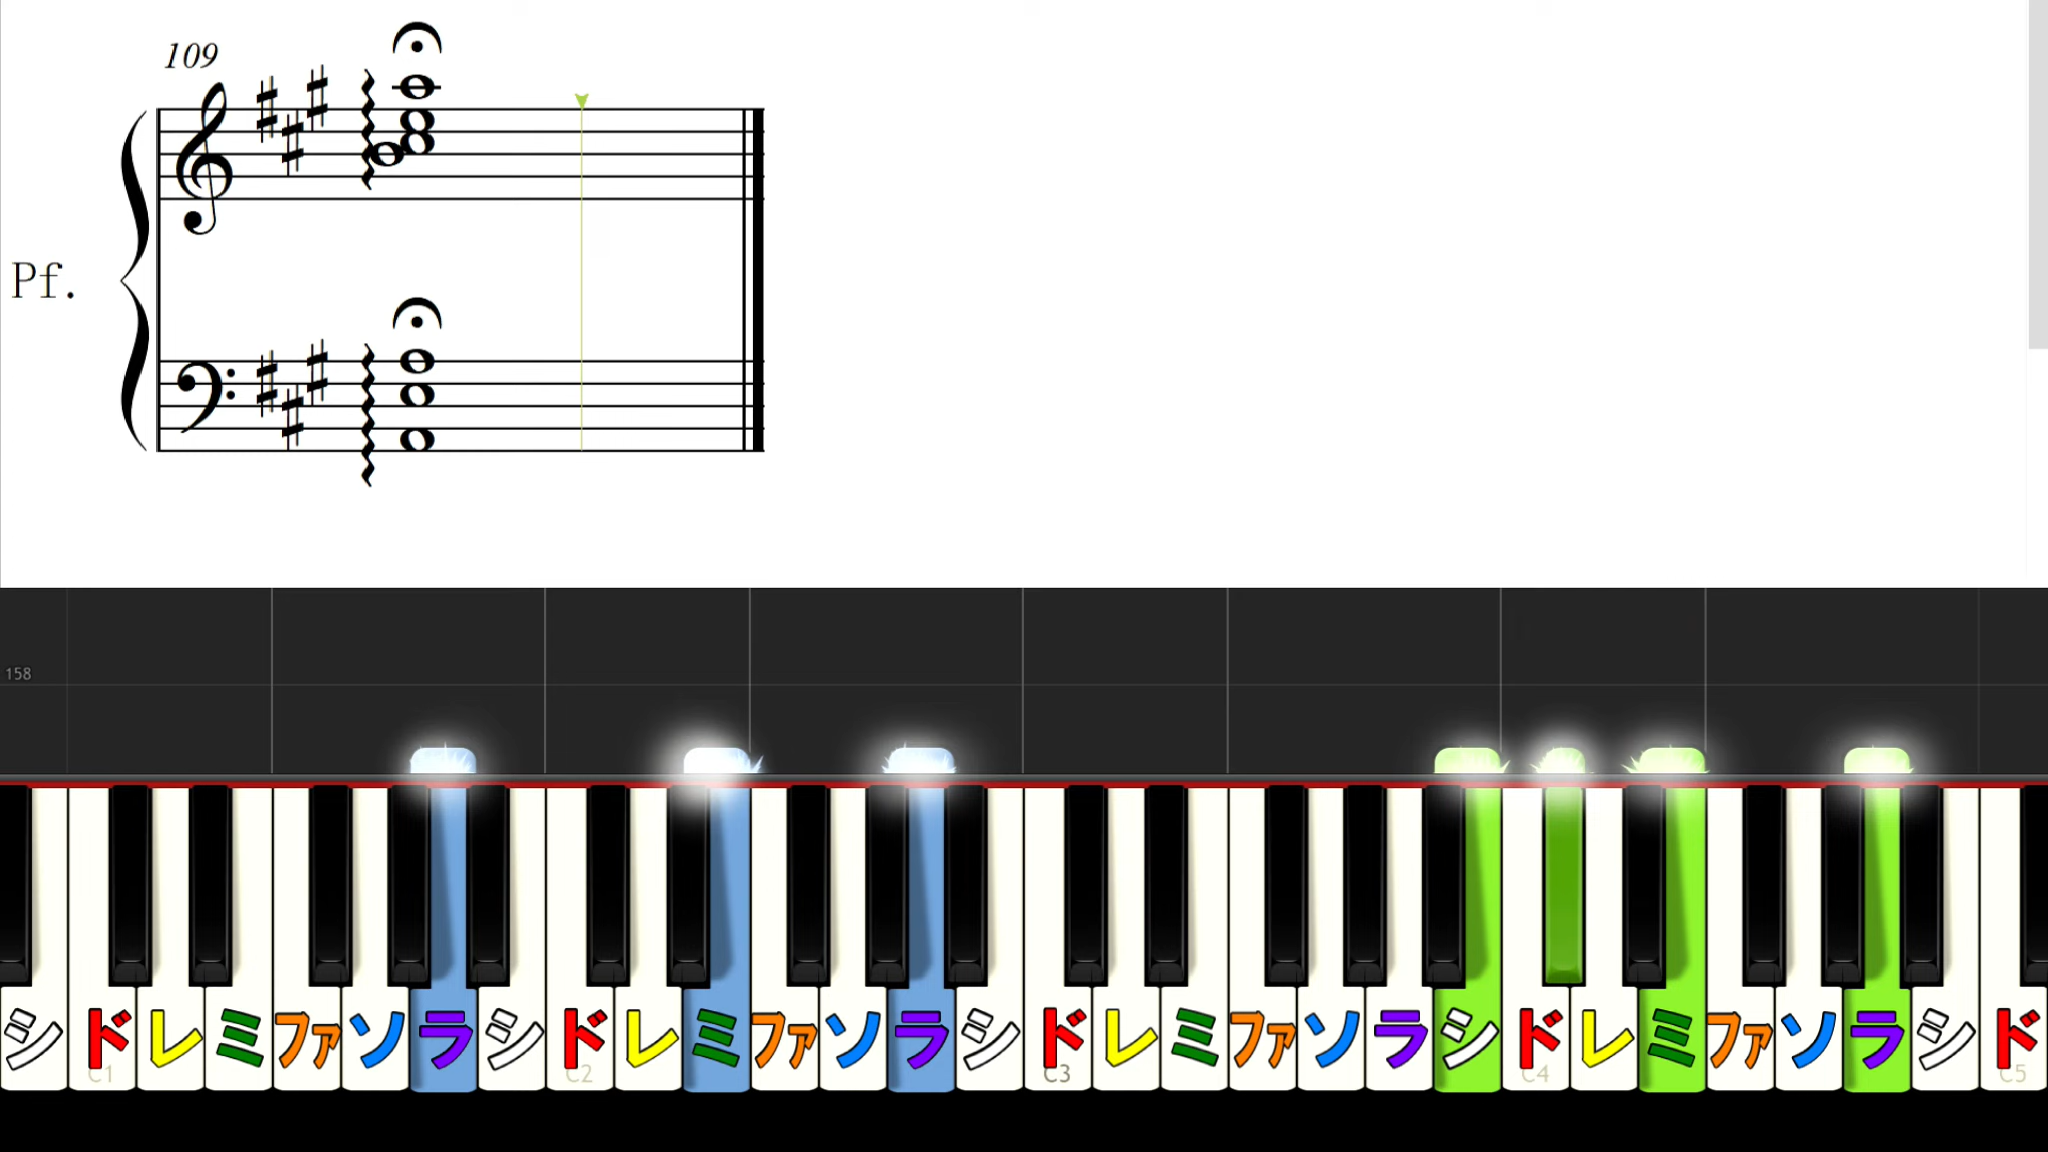 109
Pf.
158
シ ド レ ミ ファ ソ ラ シ ド レ ミ ファ ソ ラ シ ド レ ミ ファ ソ ラ シ ド レ ミ ファ ソ ラ シ ド
C1 C2 C3 C4 C5